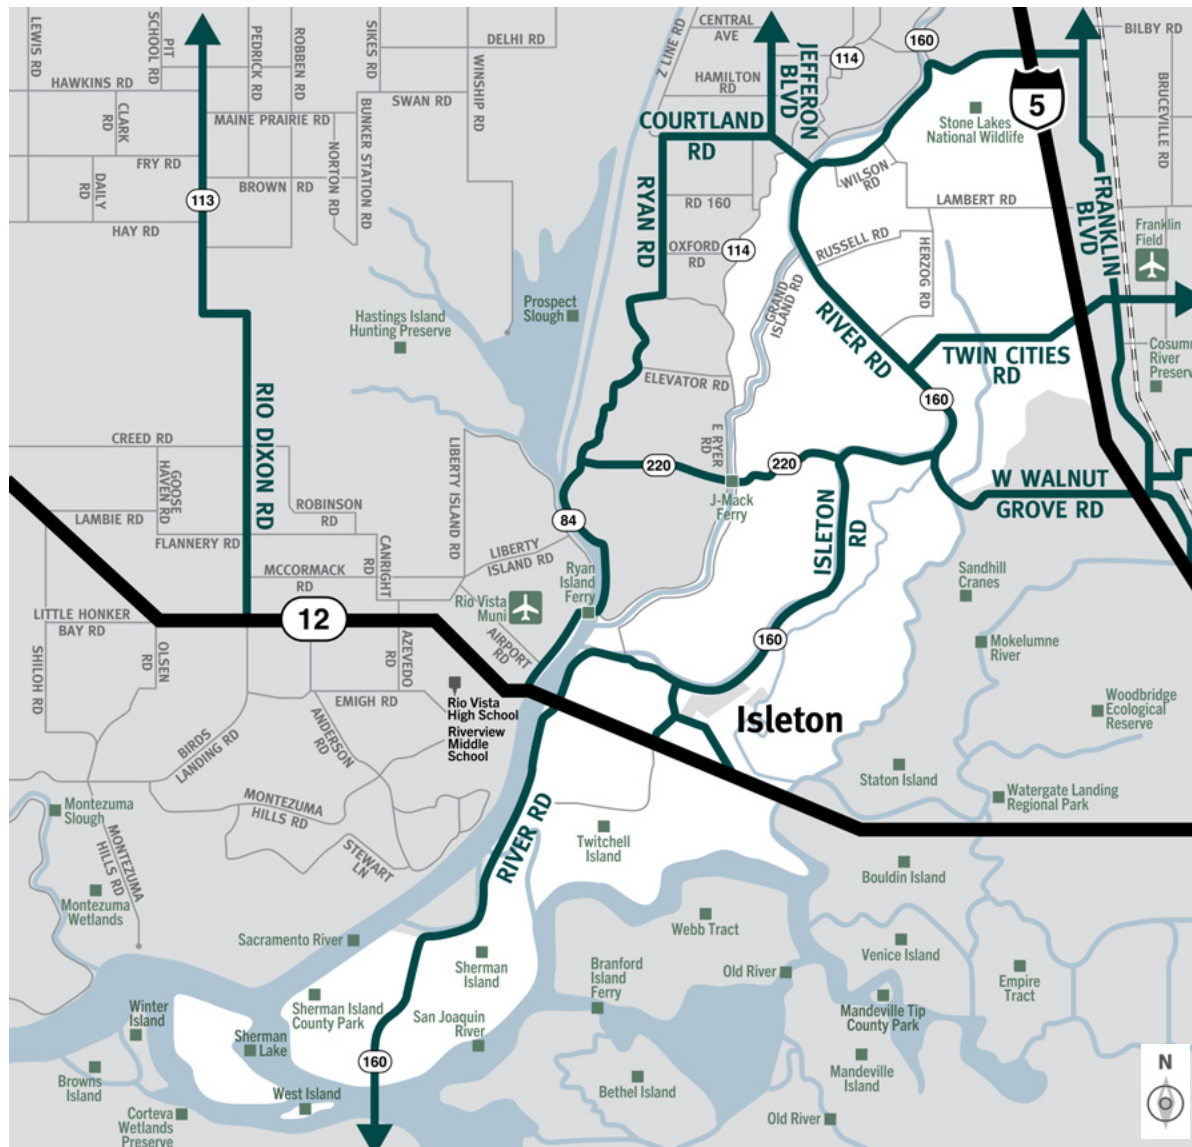 LEWIS RD
PIT
SCHOOL RD
PEDRICK RD
ROBBEN RD
SIKES RD
DELHI RD
WINSHIP RD
Z LINE RD
CENTRAL
AVE
JEFFERON
BLVD
114
160
BILBY RD
HAWKINS RD
HAMILTON
RD
5
BRUCEVILLE RD
SWAN RD
CLARK
RD
MAINE PRAIRIE RD
BUNKER STATION RD
NORTON RD
COURTLAND
RD
Stone Lakes
National Wildlife
FRY RD
DAILY
RD
BROWN RD
113
RYAN RD
WILSON
RD
FRANKLIN
BLVD
RD 160
LAMBERT RD
HAY RD
OXFORD
RD
114
RUSSELL RD
HERZOG RD
Franklin
Field
GRAND
ISLAND RD
Prospect
Slough
Hastings Island
Hunting Preserve
RIVER RD
TWIN CITIES
RD
Cosumn
River
Preserv
ELEVATOR RD
RIO DIXON RD
160
CREED RD
GOOSE
HAVEN RD
LIBERTY ISLAND RD
E RYER
RD
220
220
J-Mack
Ferry
W WALNUT
GROVE RD
ROBINSON
RD
LAMBIE RD
84
ISLETON
RD
FLANNERY RD
CANRIGHT
RD
LIBERTY
ISLAND RD
MCCORMACK
RD
Ryan
Island
Ferry
Sandhill
Cranes
Rio Vista
Muni
LITTLE HONKER
BAY RD
12
AIRPORT
RD
160
Mokelumne
River
SHILOH RD
OLSEN
RD
AZEVEDO
RD
EMIGH RD
Rio Vista
High School
Riverview
Middle
School
Woodbridge
Ecological
Reserve
Isleton
BIRDS
LANDING RD
ANDERSON
RD
Staton Island
Watergate Landing
Regional Park
Montezuma
Slough
MONTEZUMA
HILLS RD
MONTEZUMA
HILLS RD
STEWART
LN
RIVER RD
Twitchell
Island
Bouldin Island
Montezuma
Wetlands
Webb Tract
Sacramento River
Venice Island
Sherman
Island
Branford
Island
Ferry
Old River
Empire
Tract
Winter
Island
Sherman Island
County Park
San Joaquin
River
Mandeville Tip
County Park
Sherman
Lake
160
Mandeville
Island
Browns
Island
West Island
Bethel Island
Corteva
Wetlands
Preserve
Old River
N